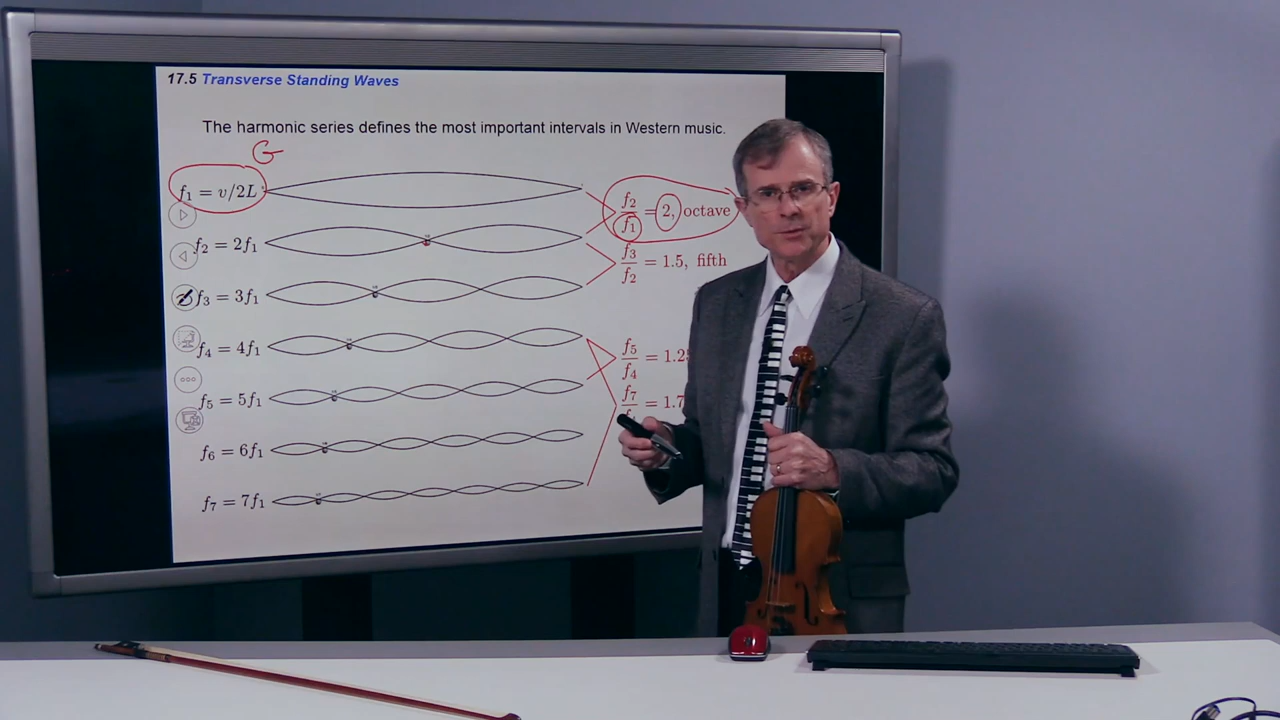 17.5 Transverse Standing Waves
The harmonic series defines the most important intervals in Western music.
G
f₁ = v/2L
f₂/f₁ = 2, octave
f₂ = 2f₁
f₃/f₂ = 1.5, fifth
f₃ = 3f₁
f₄ = 4f₁
f₅/f₄ = 1.2
f₅ = 5f₁
f₇/ = 1.7
f₆ = 6f₁
f₇ = 7f₁